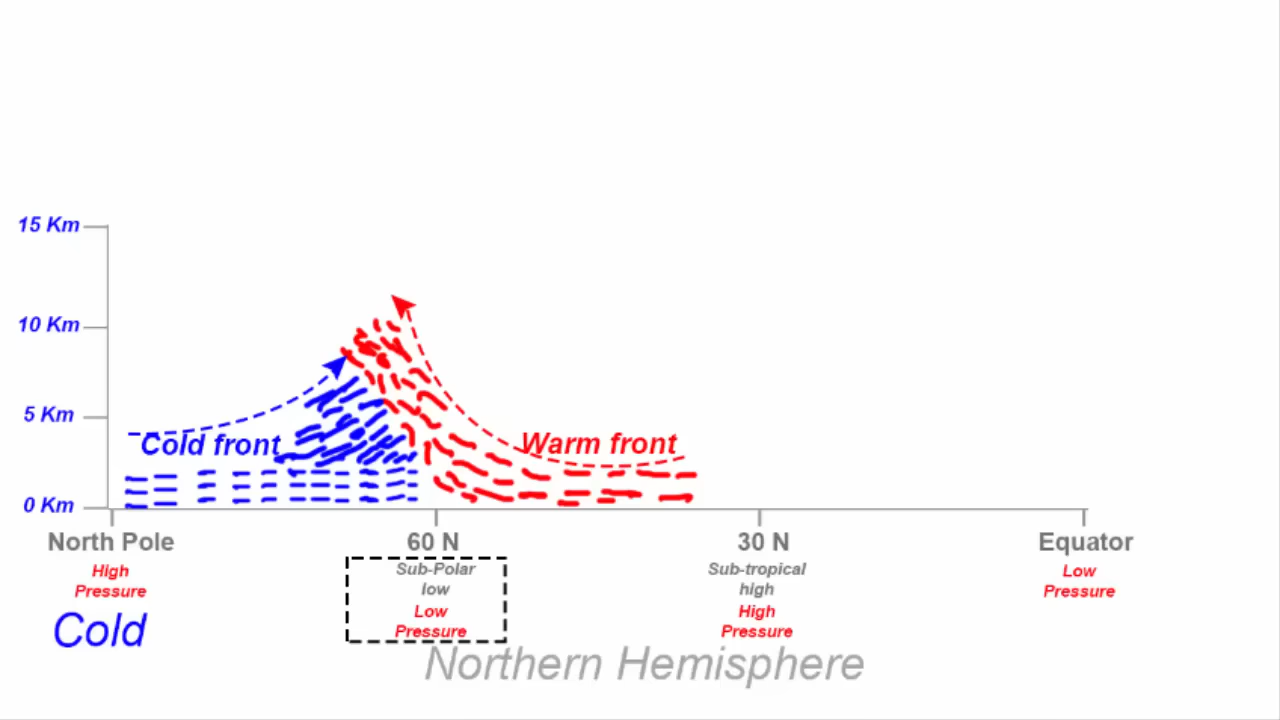 15 Km
10 Km
5 Km
0 Km
Cold front
Warm front
North Pole
60 N
30 N
Equator
High
Pressure
Sub-Polar
low
Low
Pressure
Sub-tropical
high
High
Pressure
Low
Pressure
Cold
Northern Hemisphere